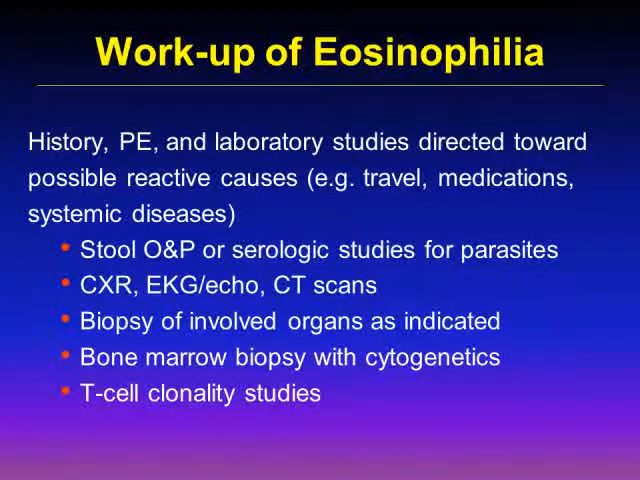 Work-up of Eosinophilia
History, PE, and laboratory studies directed toward
possible reactive causes (e.g. travel, medications,
systemic diseases)
• Stool O&P or serologic studies for parasites
• CXR, EKG/echo, CT scans
• Biopsy of involved organs as indicated
• Bone marrow biopsy with cytogenetics
• T-cell clonality studies